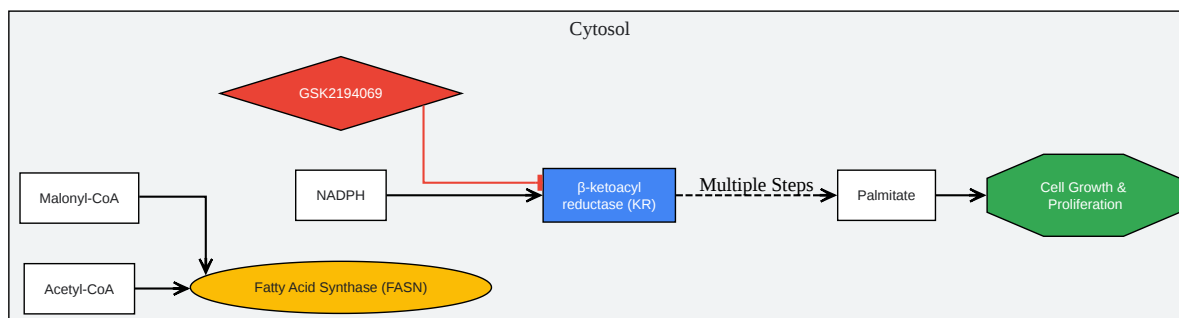 Cytosol
GSK2194069
Malonyl-CoA
NADPH
β-ketoacyl
reductase (KR)
Multiple Steps
Palmitate
Cell Growth &
Proliferation
Acetyl-CoA
Fatty Acid Synthase (FASN)